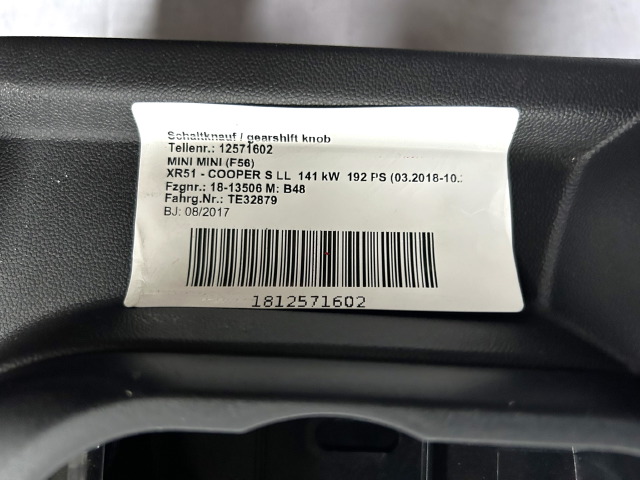 Schaltknauf / gearshift knob
Teilenr.: 12571602
MINI MINI (F56)
XR51 - COOPER S LL 141 kW 192 PS (03.2018-10.:
Fzgnr.: 18-13506 M: B48
Fahrg.Nr.: TE32879
BJ: 08/2017
1812571602